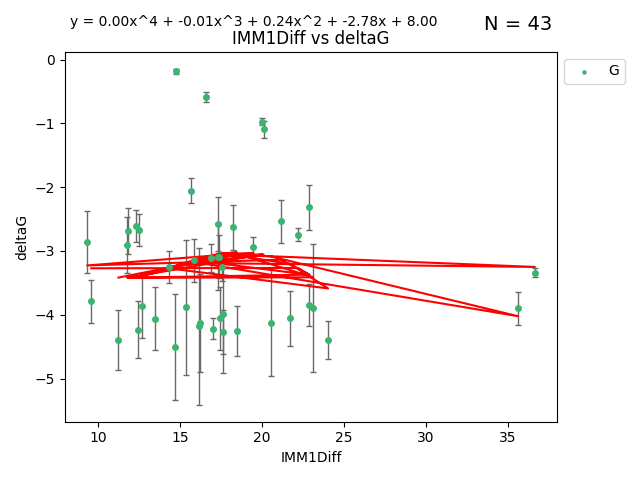 y = 0.00x^4 + -0.01x^3 + 0.24x^2 + -2.78x + 8.00
N = 43
IMM1Diff vs deltaG
G
0
−1
−2
−3
−4
−5
deltaG
10 15 20 25 30 35
IMM1Diff